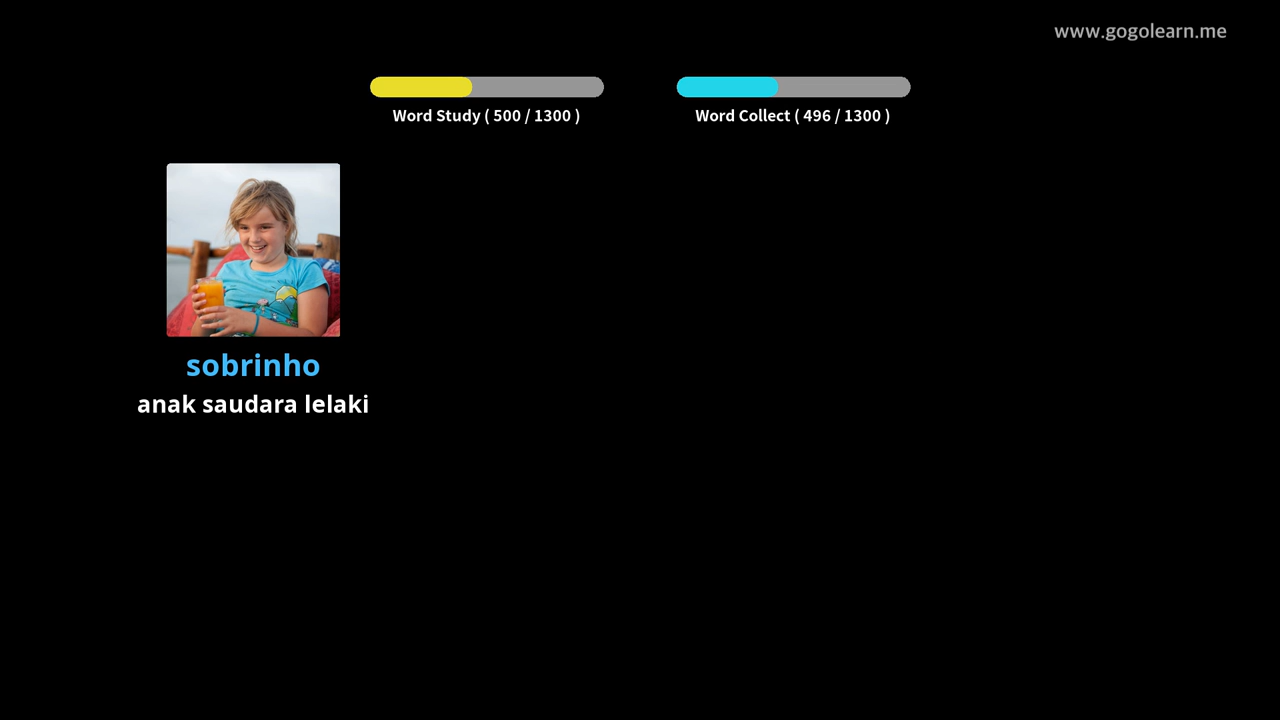 www.gogolearn.me
Word Study ( 500 / 1300 )
Word Collect ( 496 / 1300 )
sobrinho
anak saudara lelaki